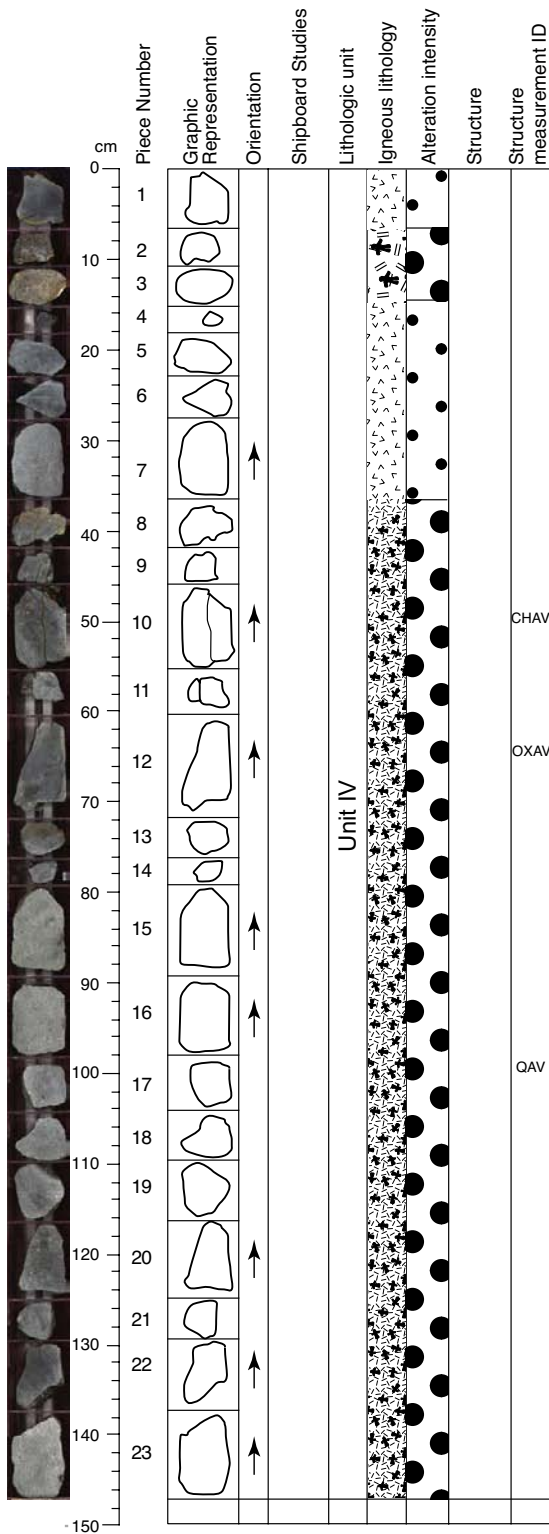 cm
Piece Number
Graphic
Representation
Orientation
Shipboard Studies
Lithologic unit
Igneous lithology
Alteration intensity
Structure
Structure
measurement ID
0
1
2
10
3
4
20
5
6
30
7
8
40
9
50
10
CHAV
11
60
12
OXAV
Unit IV
70
13
14
80
15
90
16
100
17
QAV
18
110
19
120
20
21
130
22
140
23
150